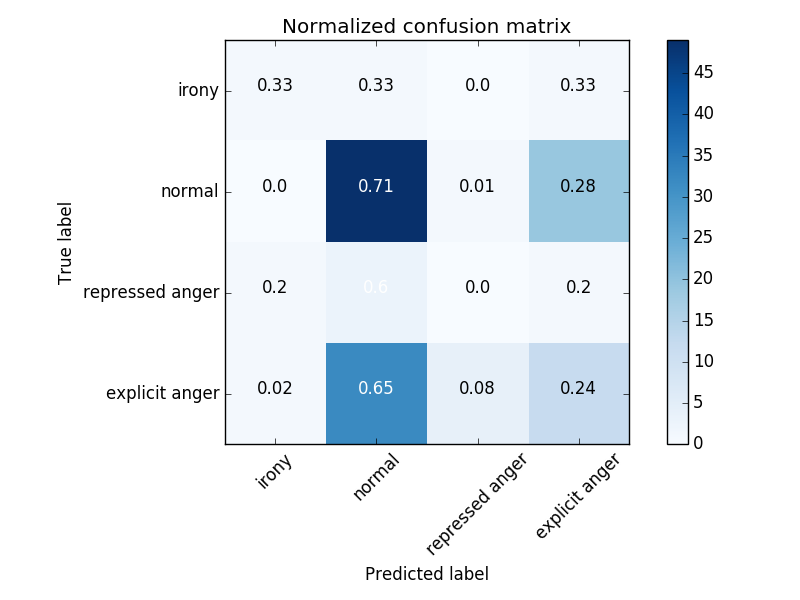 Normalized confusion matrix
irony 0.33 0.33 0.0 0.33
normal 0.0 0.71 0.01 0.28
repressed anger 0.2 0.6 0.0 0.2
explicit anger 0.02 0.65 0.08 0.24
irony normal repressed anger explicit anger
True label
Predicted label
45
40
35
30
25
20
15
10
5
0